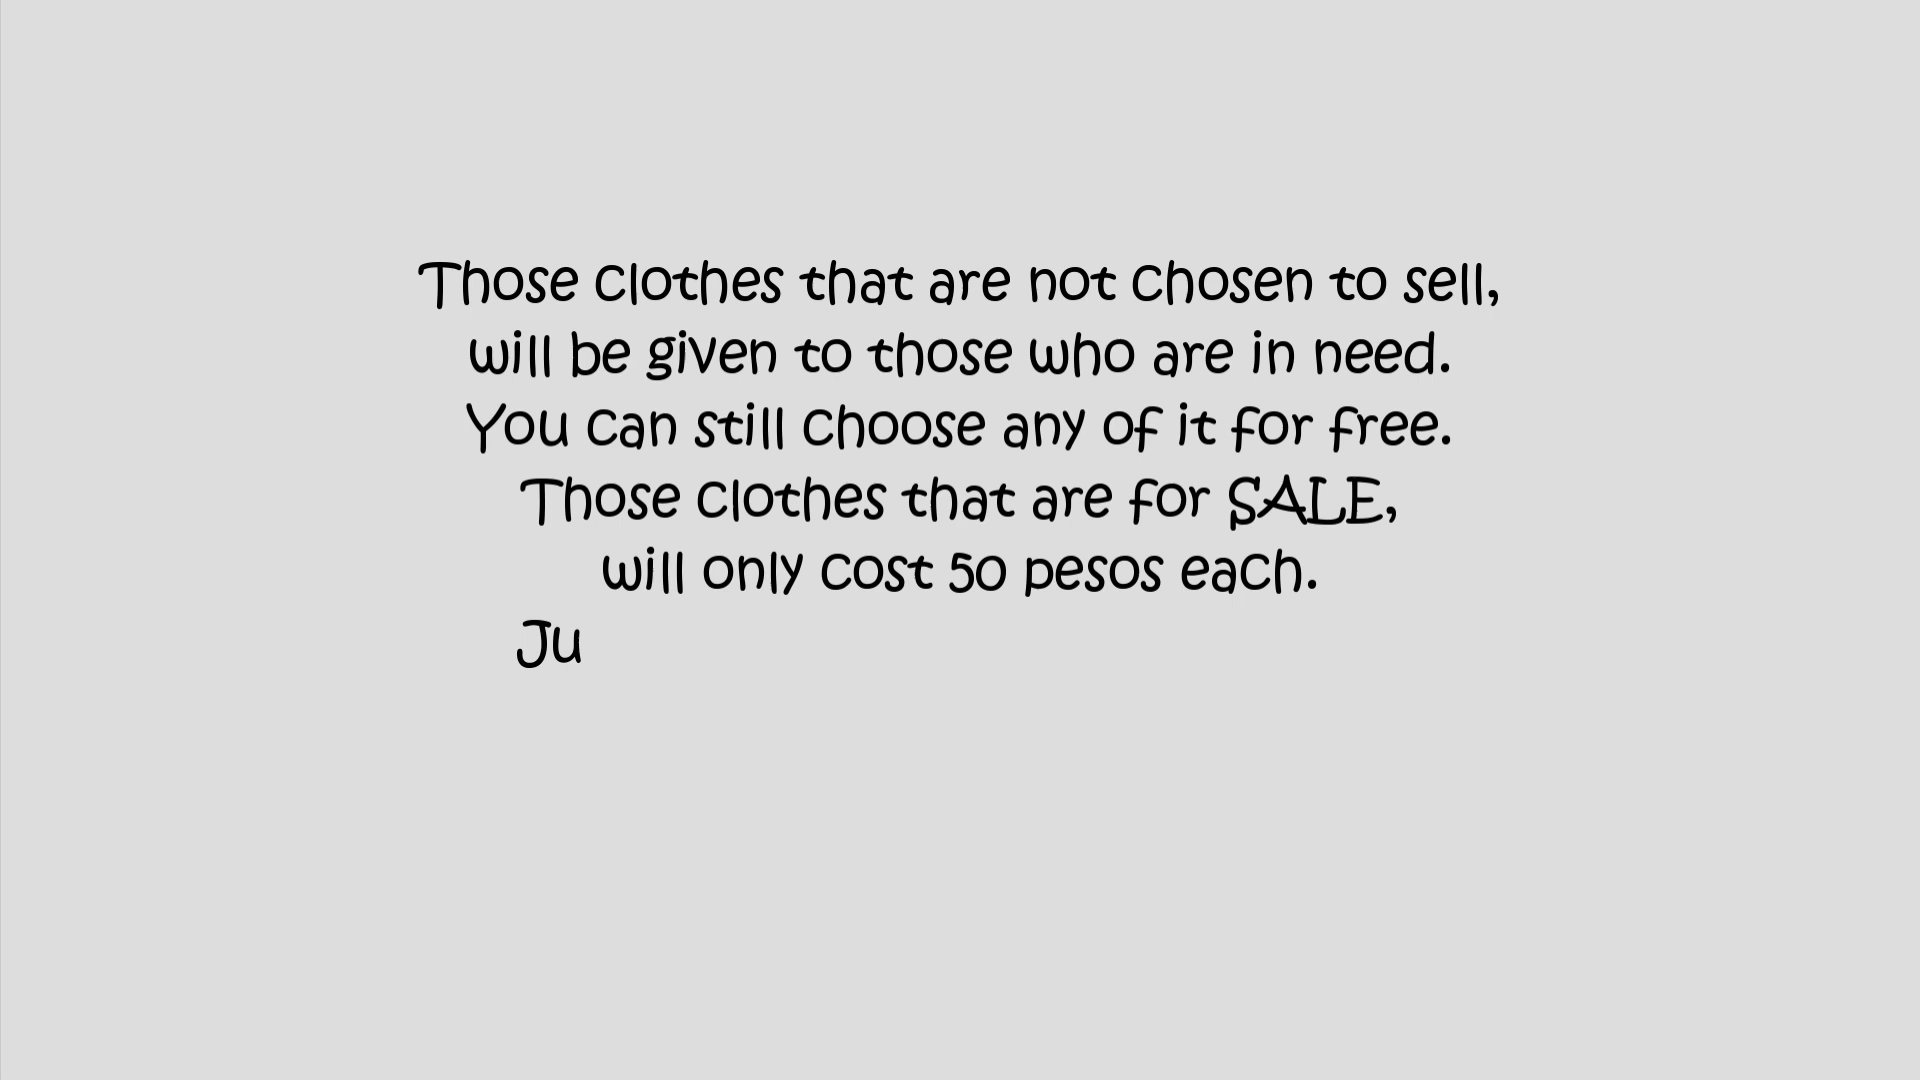 Those clothes that are not chosen to sell,
will be given to those who are in need.
You can still choose any of it for free.
Those clothes that are for SALE,
will only cost 50 pesos each.
Ju